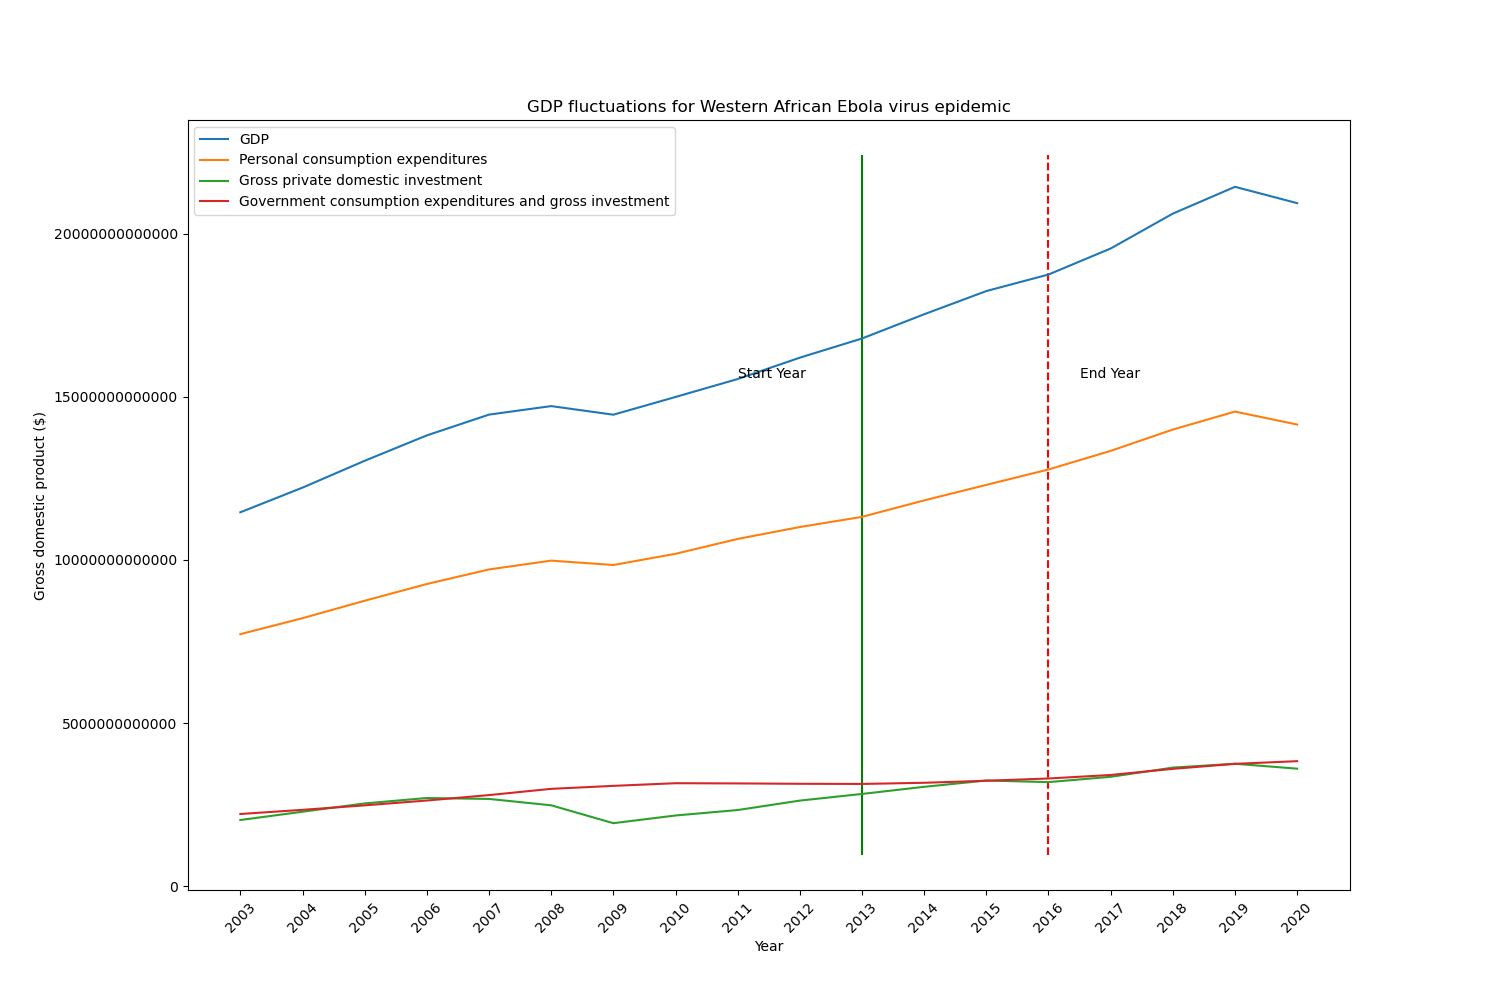 GDP fluctuations for Western African Ebola virus epidemic
GDP
Personal consumption expenditures
Gross private domestic investment
Government consumption expenditures and gross investment
20000000000000
15000000000000
10000000000000
5000000000000
0
Gross domestic product ($)
Start Year
End Year
2003
2004
2005
2006
2007
2008
2009
2010
2011
2012
2013
2014
2015
2016
2017
2018
2019
2020
Year